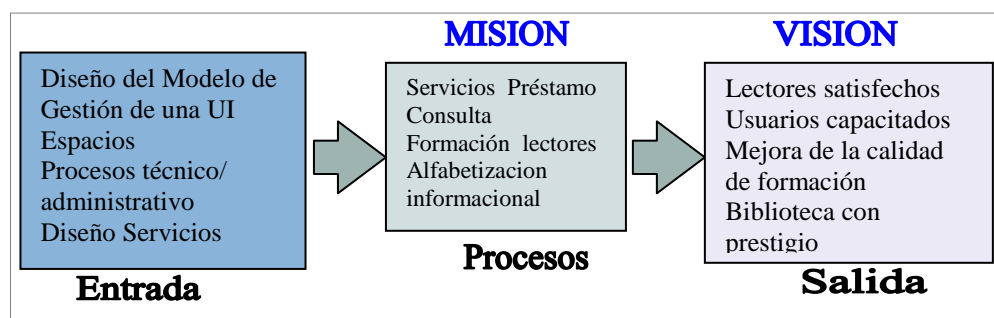 MISION
VISION
Diseño del Modelo de
Gestión de una UI
Espacios
Procesos técnico/
administrativo
Diseño Servicios
Entrada
Servicios Préstamo
Consulta
Formación lectores
Alfabetizacion
informacional
Procesos
Lectores satisfechos
Usuarios capacitados
Mejora de la calidad
de formación
Biblioteca con
prestigio
Salida